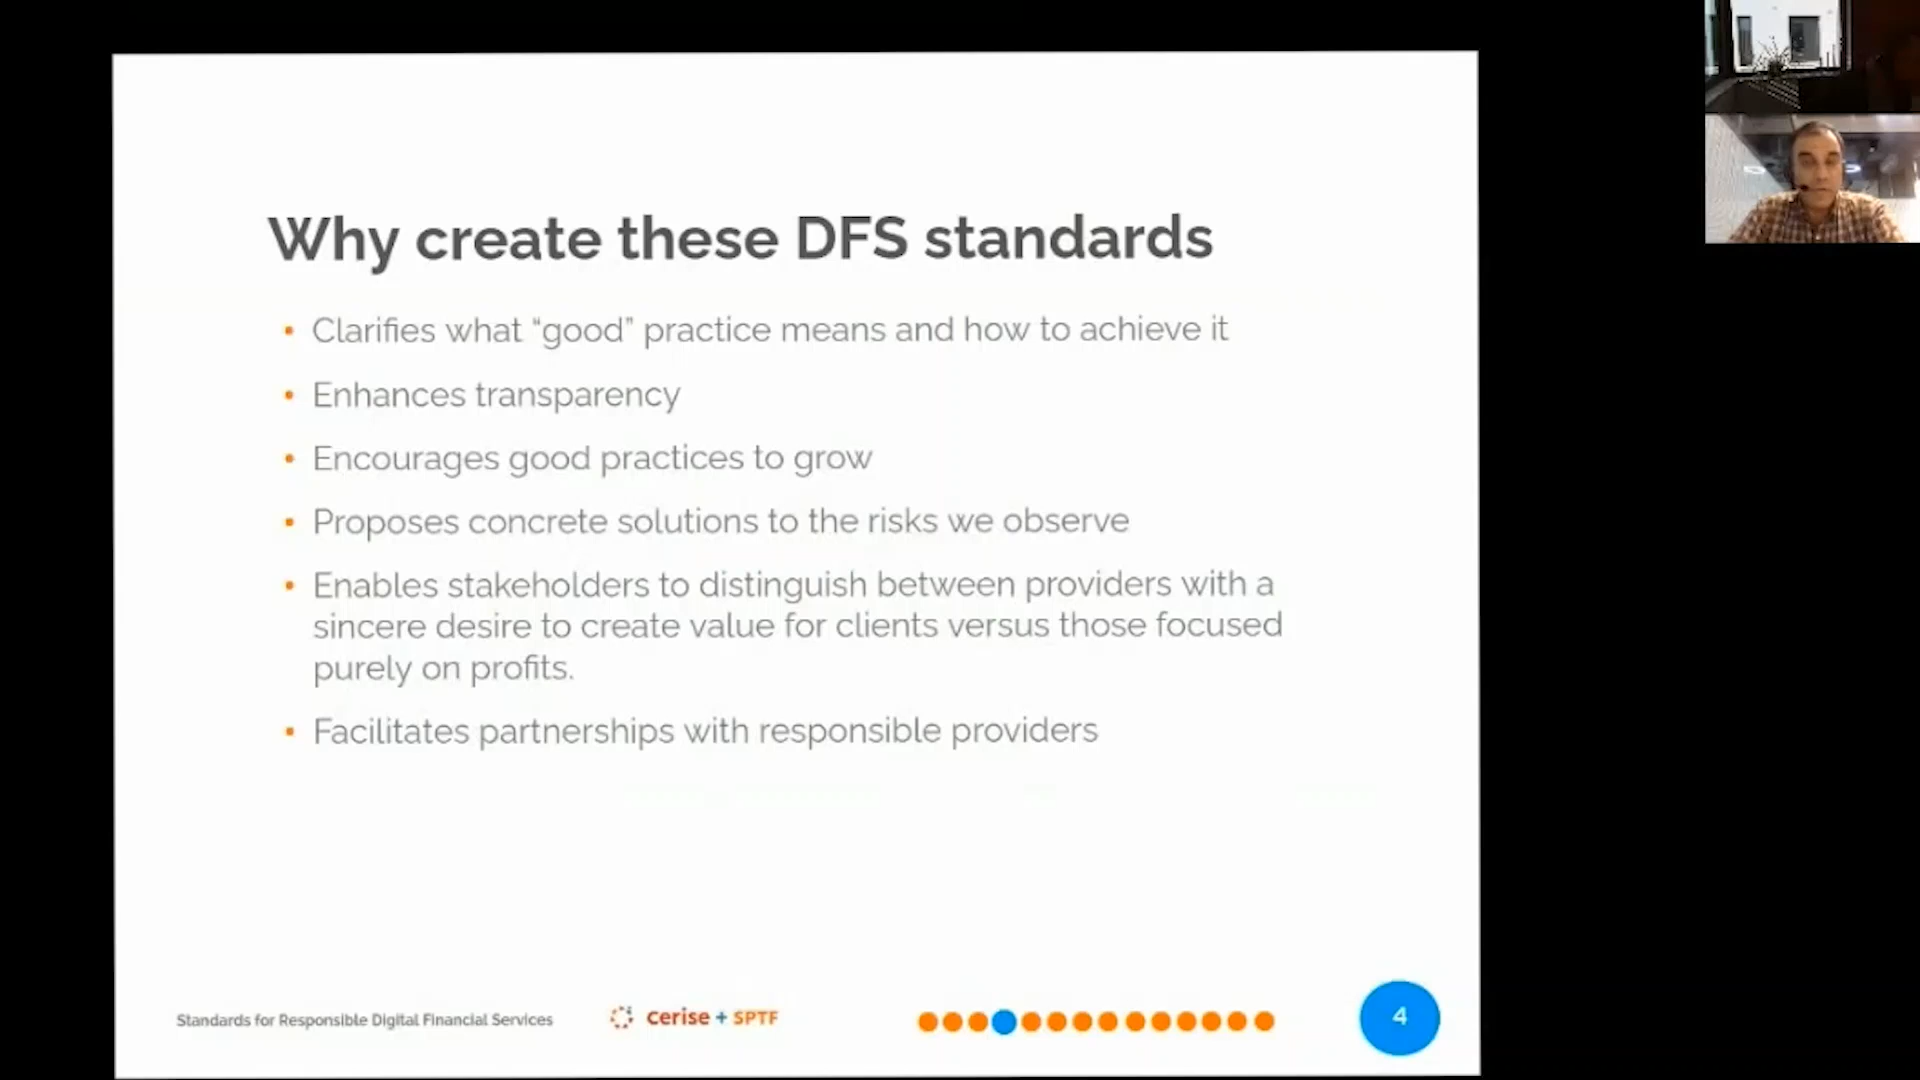 Why create these DFS standards
• Clarifies what “good” practice means and how to achieve it
• Enhances transparency
• Encourages good practices to grow
• Proposes concrete solutions to the risks we observe
• Enables stakeholders to distinguish between providers with a
sincere desire to create value for clients versus those focused
purely on profits.
• Facilitates partnerships with responsible providers
Standards for Responsible Digital Financial Services
cerise + SPTF
4